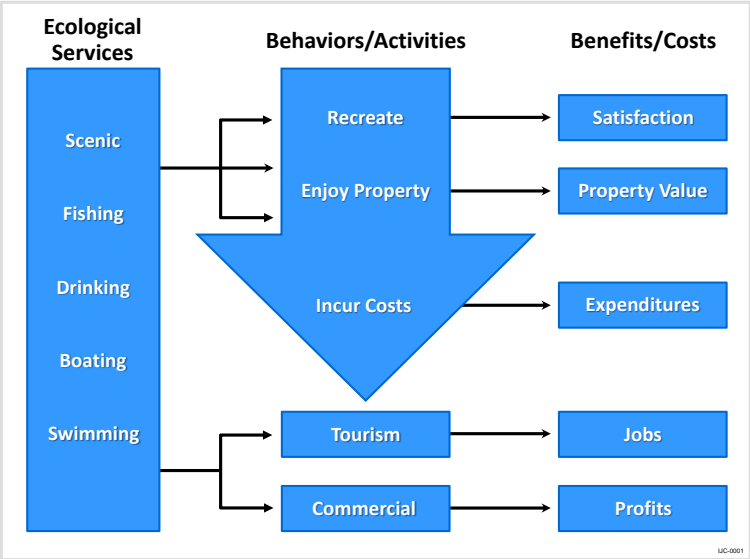 Ecological
Services
Behaviors/Activities
Benefits/Costs
Scenic
Fishing
Drinking
Boating
Swimming
Recreate
Enjoy Property
Incur Costs
Tourism
Commercial
Satisfaction
Property Value
Expenditures
Jobs
Profits
IJC-0001